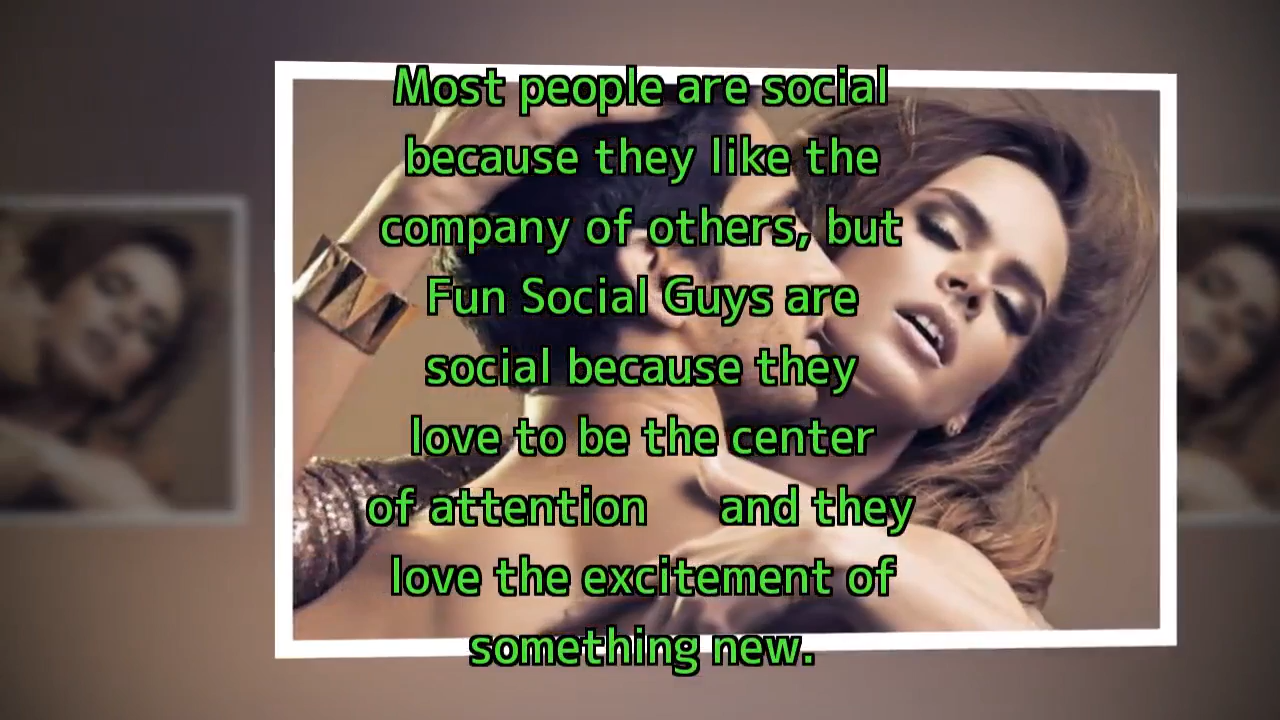 Most people are social
because they like the
company of others, but
Fun Social Guys are
social because they
love to be the center
of attention and they
love the excitement of
something new.